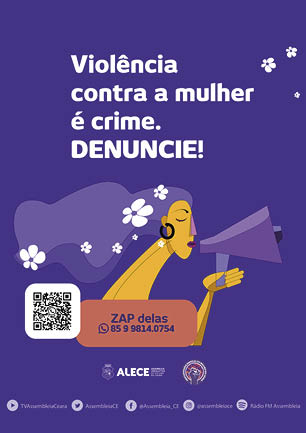 Violência
contra a mulher
é crime.
DENUNCIE!
ZAP delas
85 9 9814.0754
ALECE
TVAssembleiaCeara
AssembleiaCE
@Assembleia_CE
@assembleiace
Rádio FM Assembleia